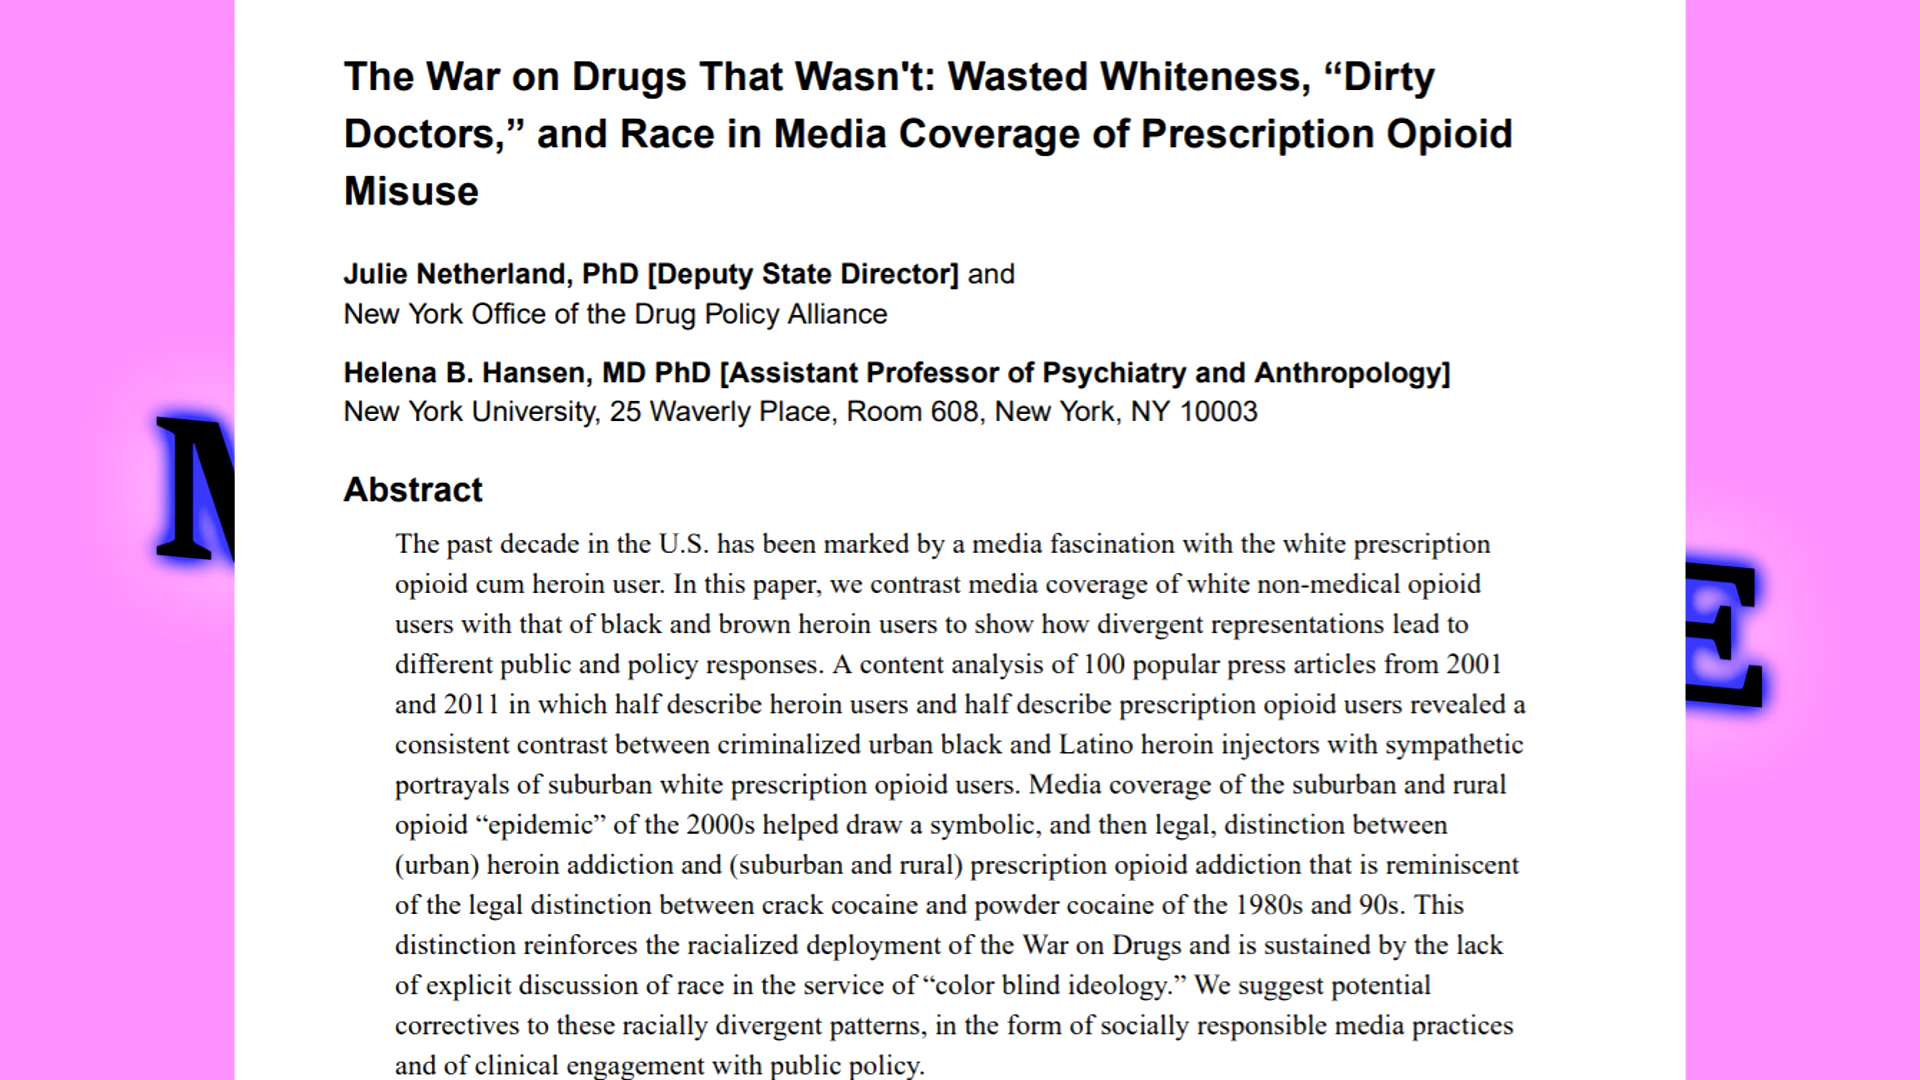 The War on Drugs That Wasn't: Wasted Whiteness, “Dirty
Doctors,” and Race in Media Coverage of Prescription Opioid
Misuse
Julie Netherland, PhD [Deputy State Director] and
New York Office of the Drug Policy Alliance
Helena B. Hansen, MD PhD [Assistant Professor of Psychiatry and Anthropology]
New York University, 25 Waverly Place, Room 608, New York, NY 10003
Abstract
The past decade in the U.S. has been marked by a media fascination with the white prescription
opioid cum heroin user. In this paper, we contrast media coverage of white non-medical opioid
users with that of black and brown heroin users to show how divergent representations lead to
different public and policy responses. A content analysis of 100 popular press articles from 2001
and 2011 in which half describe heroin users and half describe prescription opioid users revealed a
consistent contrast between criminalized urban black and Latino heroin injectors with sympathetic
portrayals of suburban white prescription opioid users. Media coverage of the suburban and rural
opioid “epidemic” of the 2000s helped draw a symbolic, and then legal, distinction between
(urban) heroin addiction and (suburban and rural) prescription opioid addiction that is reminiscent
of the legal distinction between crack cocaine and powder cocaine of the 1980s and 90s. This
distinction reinforces the racialized deployment of the War on Drugs and is sustained by the lack
of explicit discussion of race in the service of “color blind ideology.” We suggest potential
correctives to these racially divergent patterns, in the form of socially responsible media practices
and of clinical engagement with public policy.